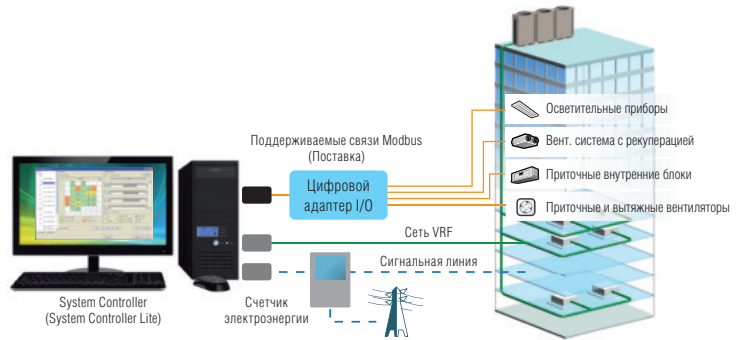 Осветительные приборы
Поддерживаемые связи Modbus
(Поставка)
Вент. система с рекуперацией
Цифровой
адаптер I/O
Приточные внутренние блоки
Приточные и вытяжные вентиляторы
Сеть VRF
Сигнальная линия
System Controller
(System Controller Lite)
Счетчик
электроэнергии